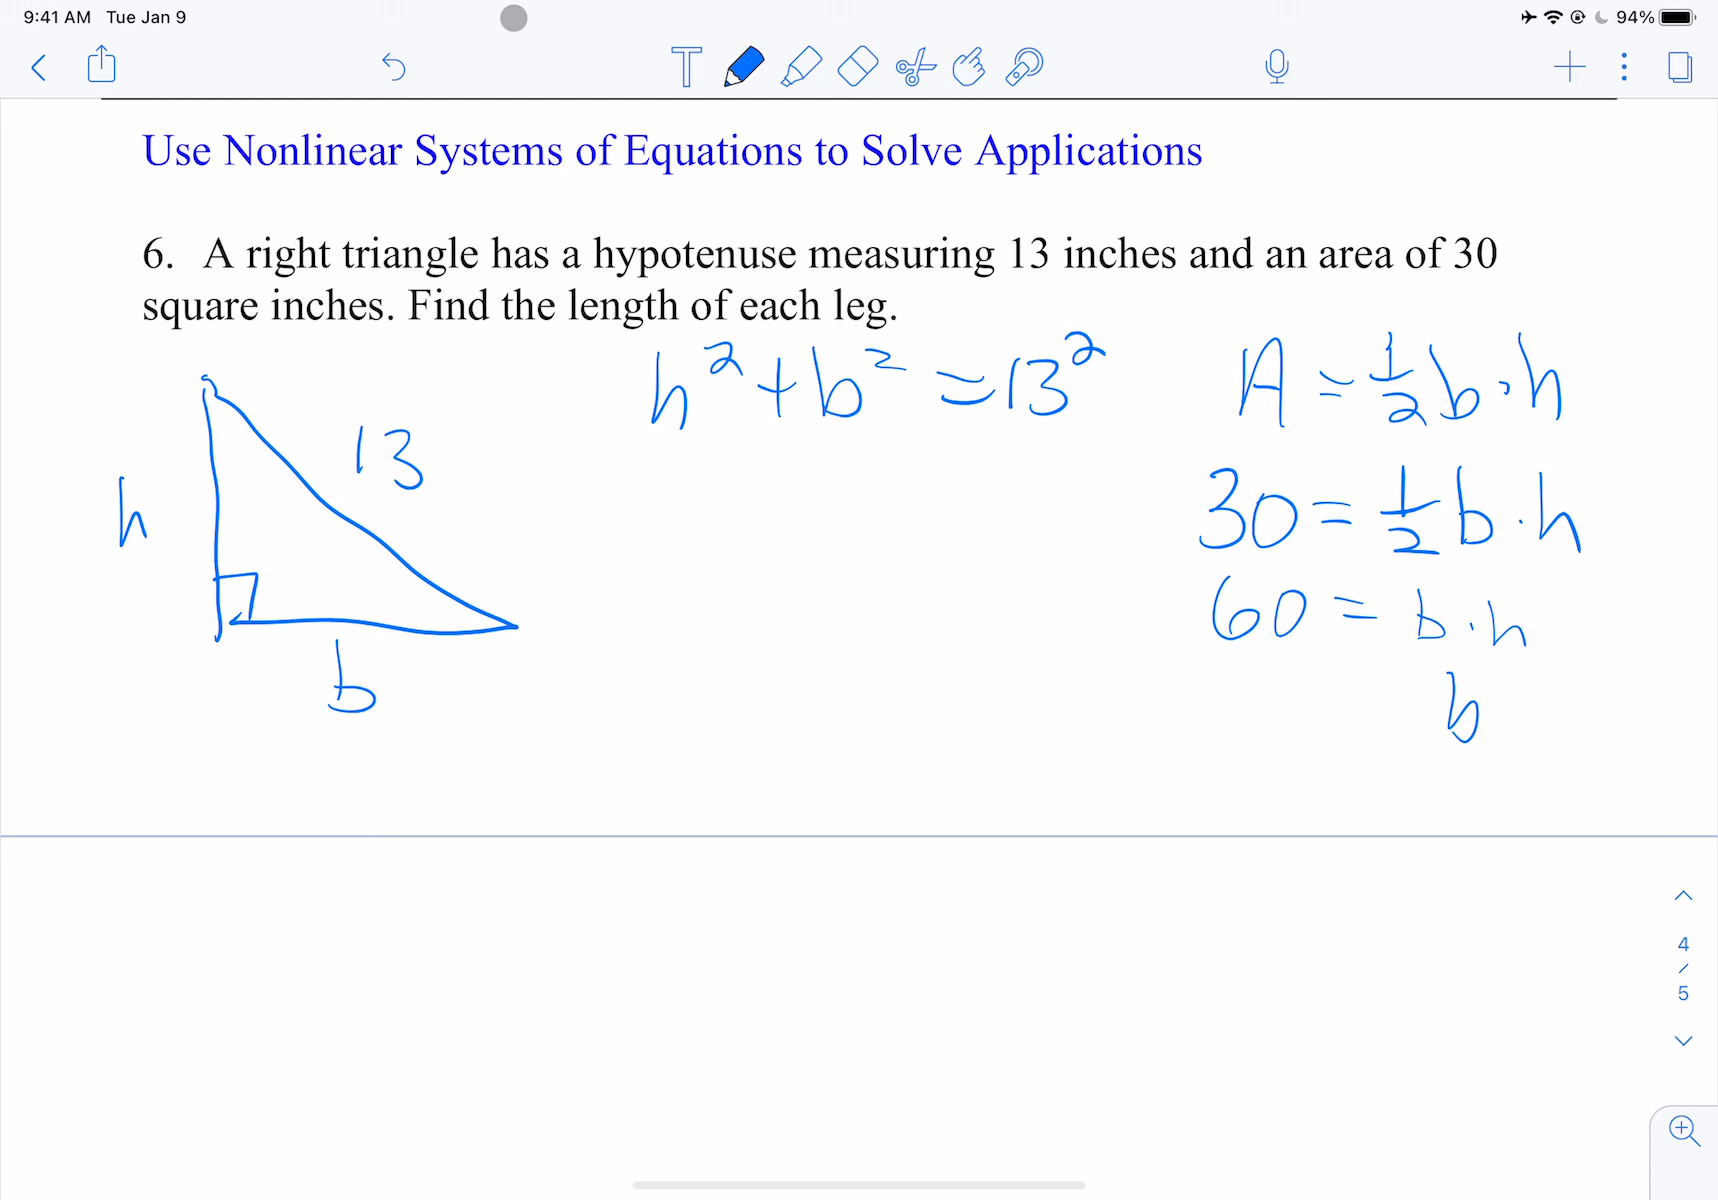 9:41 AM Tue Jan 9
94%
Use Nonlinear Systems of Equations to Solve Applications
6. A right triangle has a hypotenuse measuring 13 inches and an area of 30
square inches. Find the length of each leg.
h² + b² = 13²
A = 1/2 b · h
13
h
30 = 1/2 b · h
60 = b · h
b
b
4
/
5